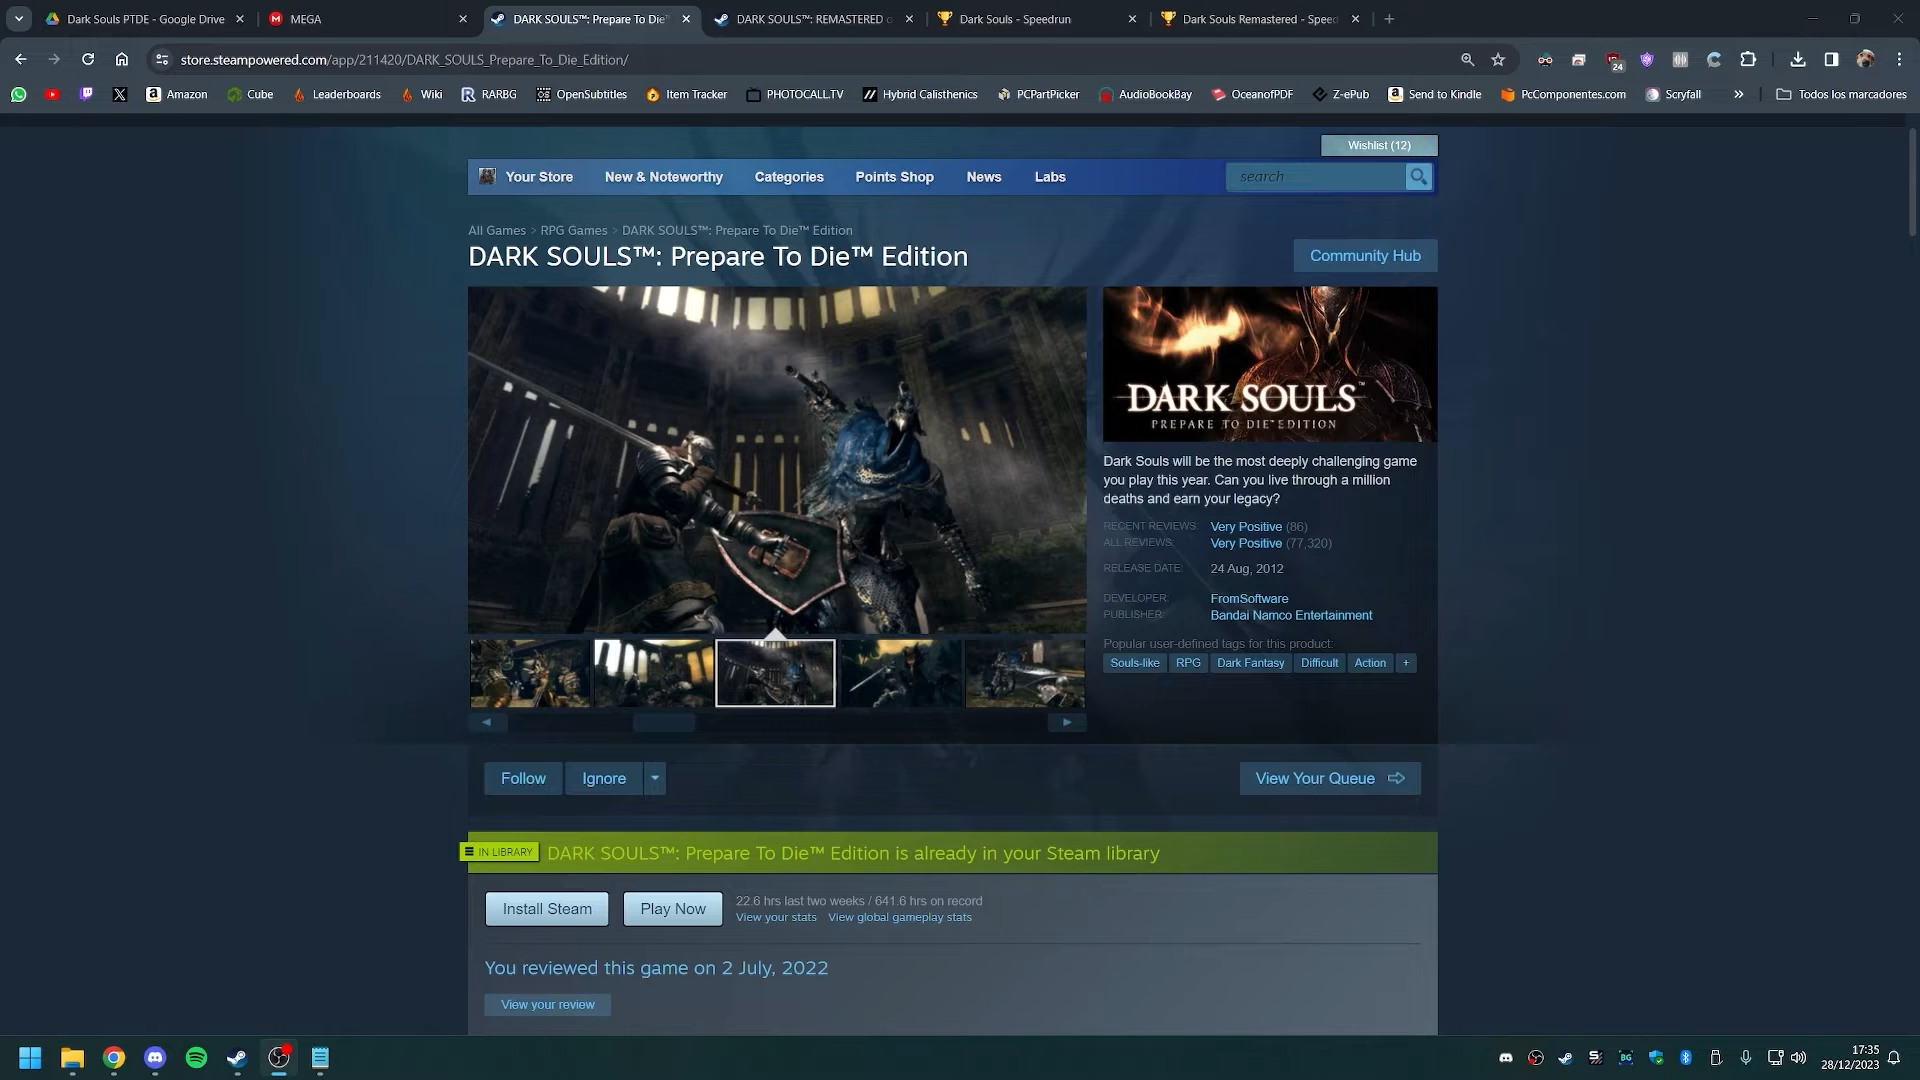 Dark Souls PTDE - Google Drive
MEGA
DARK SOULS™: Prepare To Die™
DARK SOULS™: REMASTERED o
Dark Souls - Speedrun
Dark Souls Remastered - Speed
store.steampowered.com/app/211420/DARK_SOULS_Prepare_To_Die_Edition/
24
Amazon
Cube
Leaderboards
Wiki
RARBG
OpenSubtitles
Item Tracker
PHOTOCALL.TV
Hybrid Calisthenics
PCPartPicker
AudioBookBay
OceanofPDF
Z-ePub
Send to Kindle
PcComponentes.com
Scryfall
»
Todos los marcadores
Wishlist (12)
Your Store
New & Noteworthy
Categories
Points Shop
News
Labs
search
All Games > RPG Games > DARK SOULS™: Prepare To Die™ Edition
DARK SOULS™: Prepare To Die™ Edition
Community Hub
DARK SOULS™
PREPARE TO DIE™ EDITION
Dark Souls will be the most deeply challenging game
you play this year. Can you live through a million
deaths and earn your legacy?
RECENT REVIEWS: Very Positive (86)
ALL REVIEWS: Very Positive (77,320)
RELEASE DATE: 24 Aug, 2012
DEVELOPER: FromSoftware
PUBLISHER: Bandai Namco Entertainment
Popular user-defined tags for this product:
Souls-like RPG Dark Fantasy Difficult Action +
Follow
Ignore
View Your Queue
IN LIBRARY
DARK SOULS™: Prepare To Die™ Edition is already in your Steam library
Install Steam
Play Now
22.6 hrs last two weeks / 641.6 hrs on record
View your stats View global gameplay stats
You reviewed this game on 2 July, 2022
View your review
BG
17:35
28/12/2023